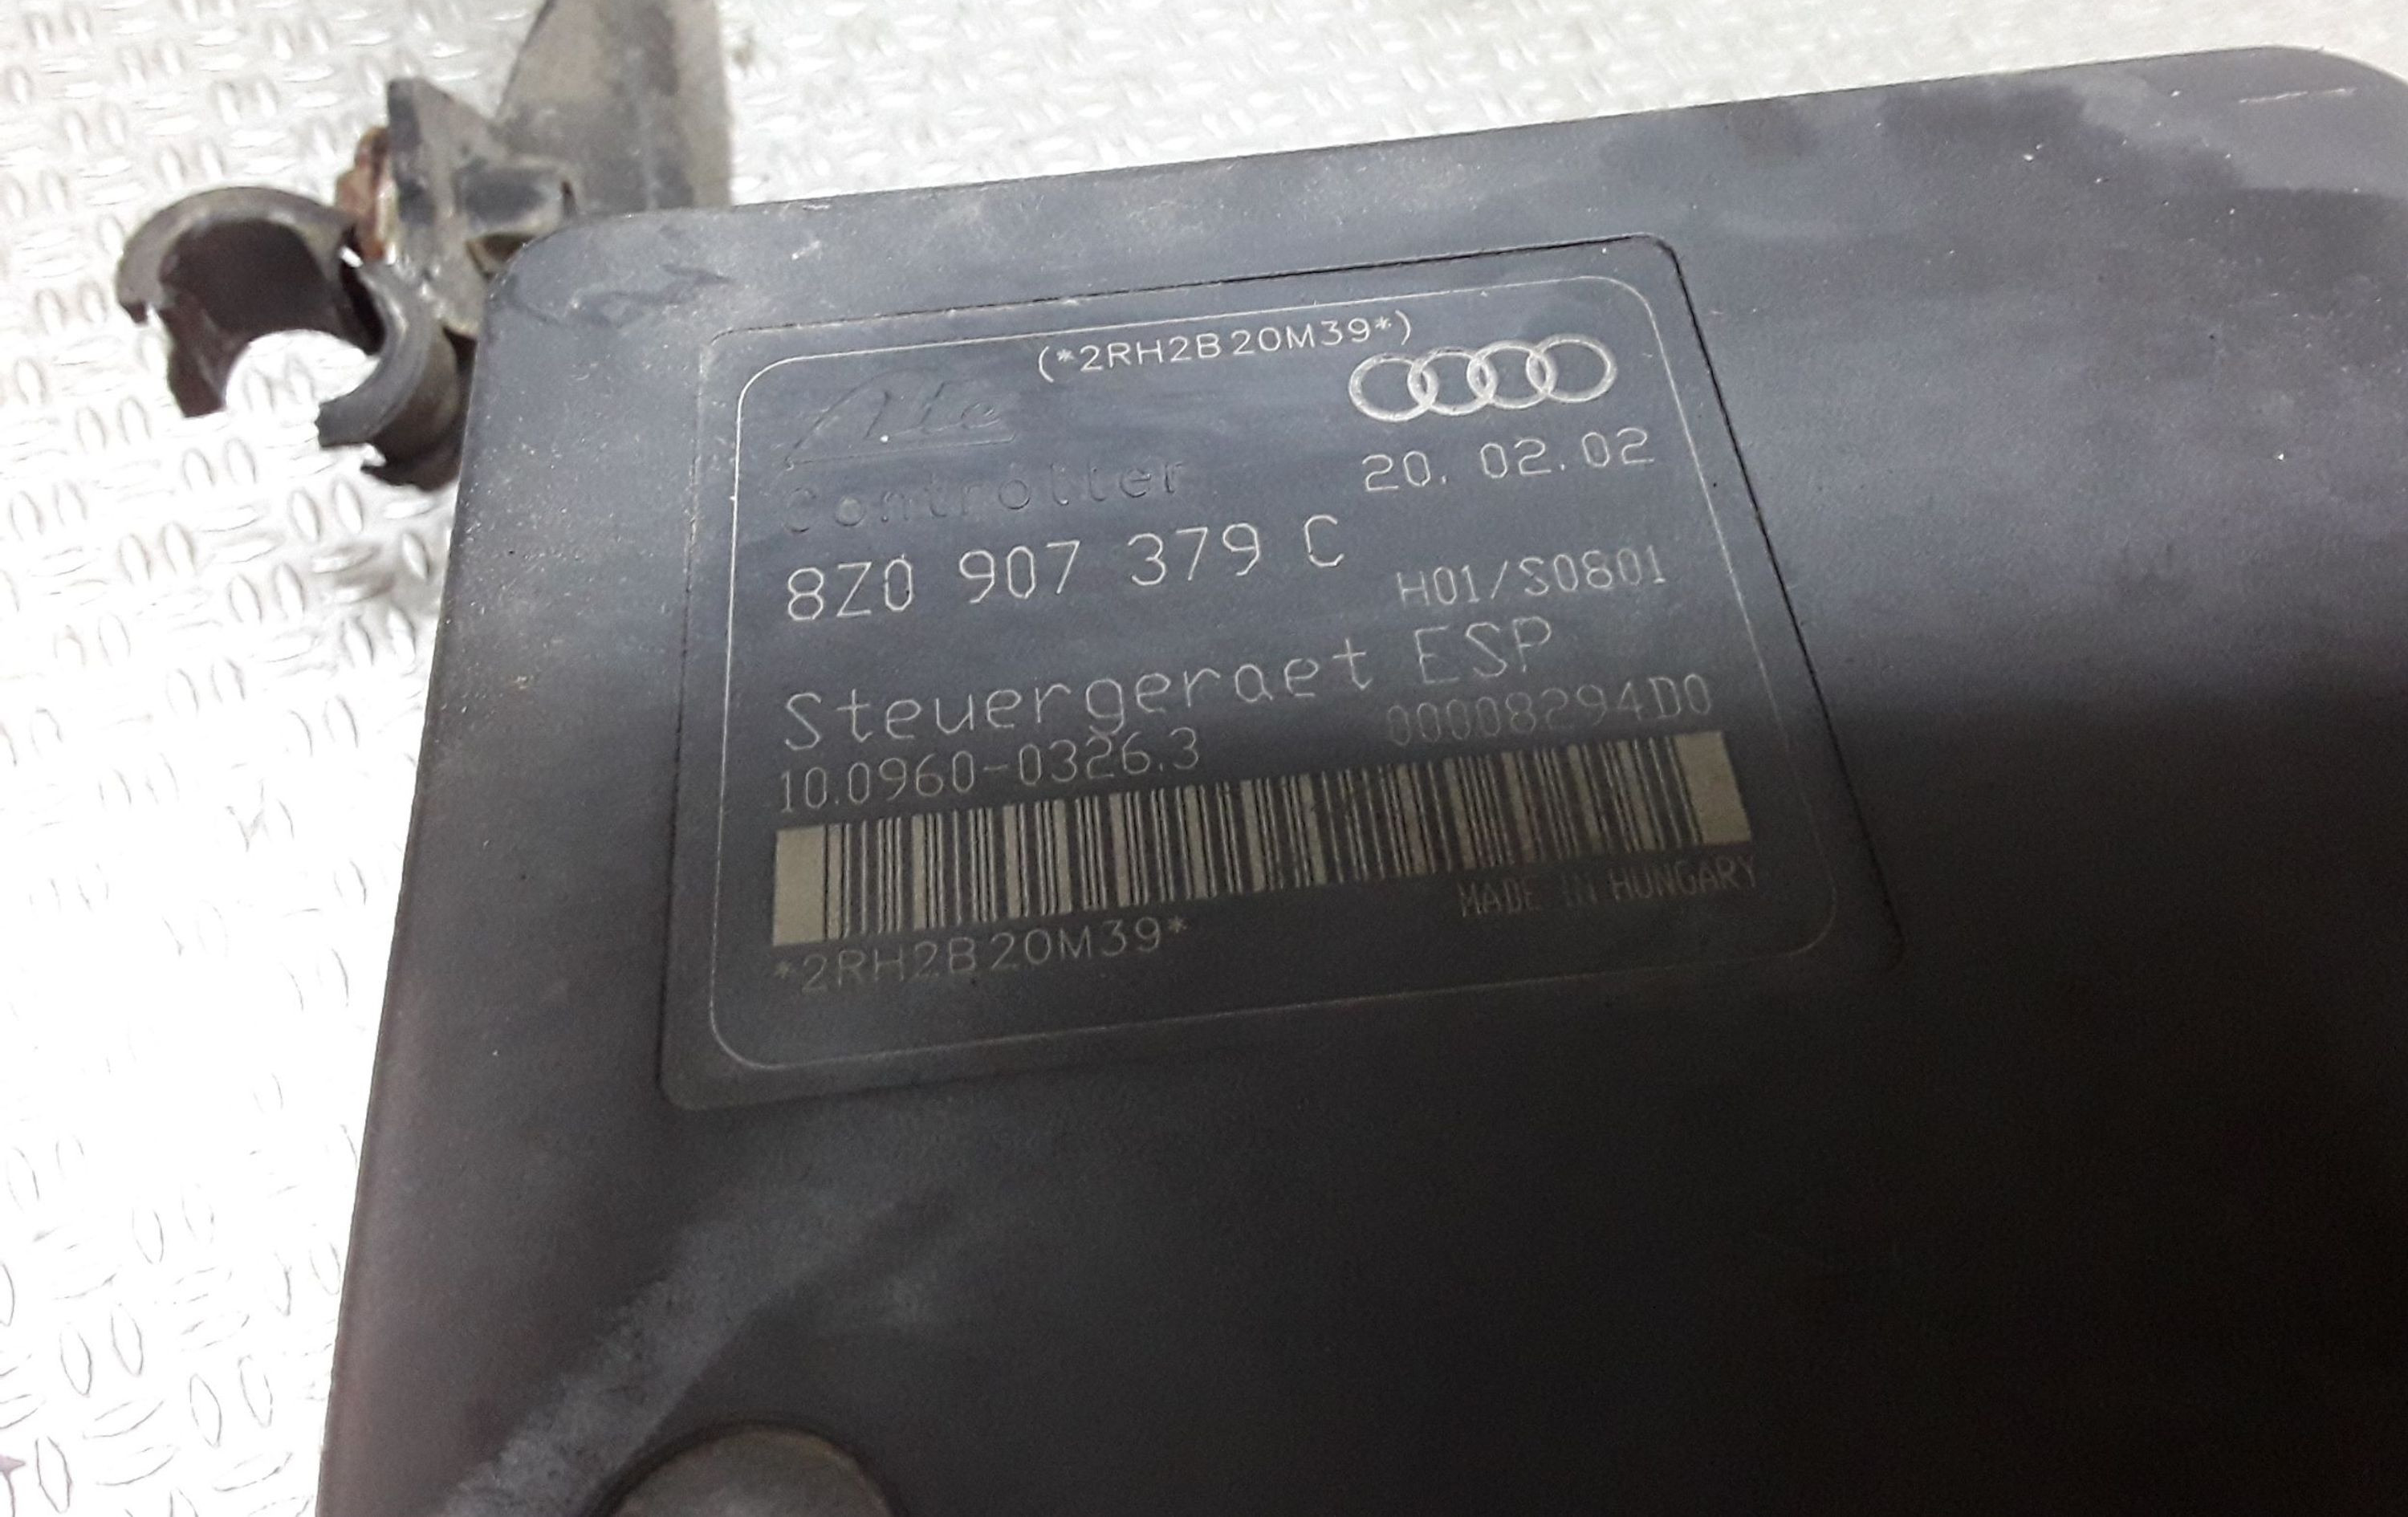 (*2RH2B20M39*)
Ate
Controller
20. 02.02
8Z0 907 379 C
H01/S0801
Steuergeraet ESP
10.0960-0326.3
00008294D0
*2RH2B20M39*
MADE IN HUNGARY